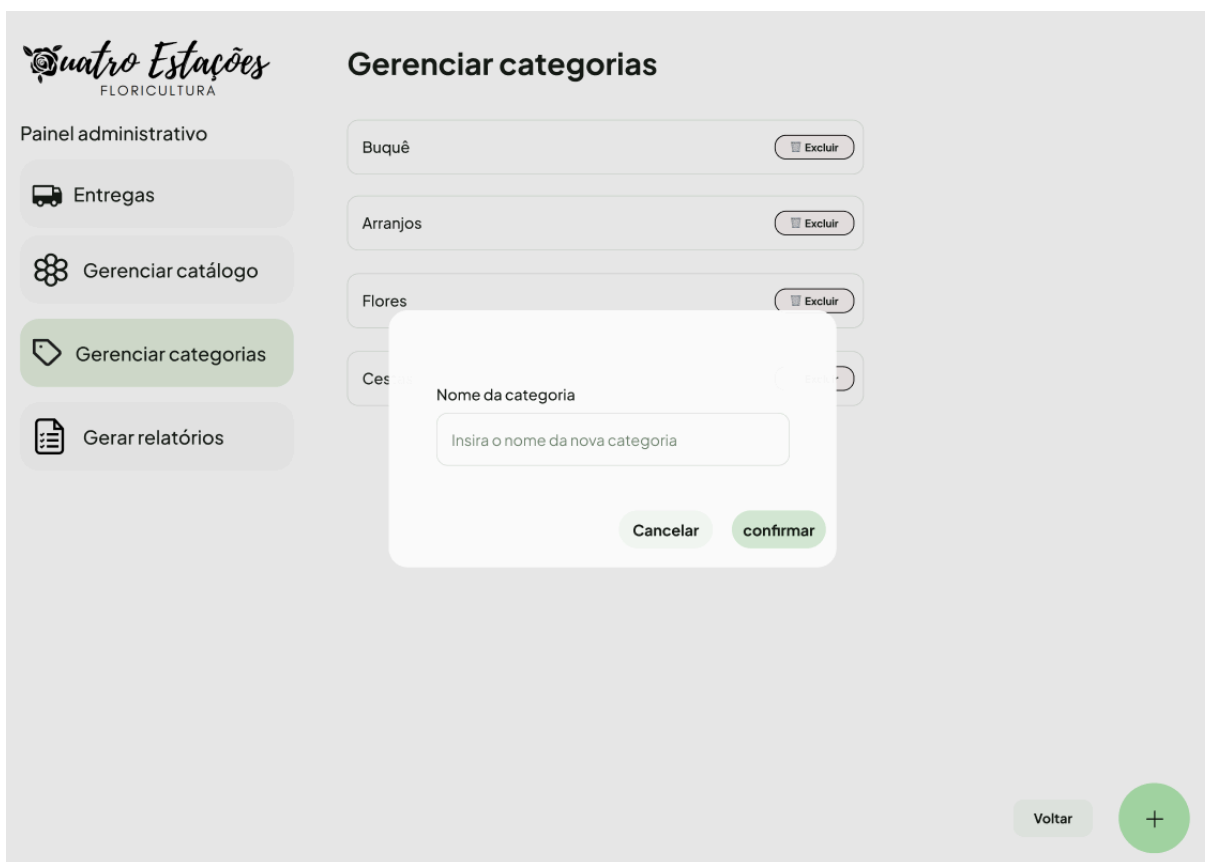 Quatro Estações
FLORICULTURA
Gerenciar categorias
Painel administrativo
Entregas
Gerenciar catálogo
Gerenciar categorias
Gerar relatórios
Buquê
Excluir
Arranjos
Excluir
Flores
Excluir
Nome da categoria
Insira o nome da nova categoria
Cancelar
confirmar
Voltar
+